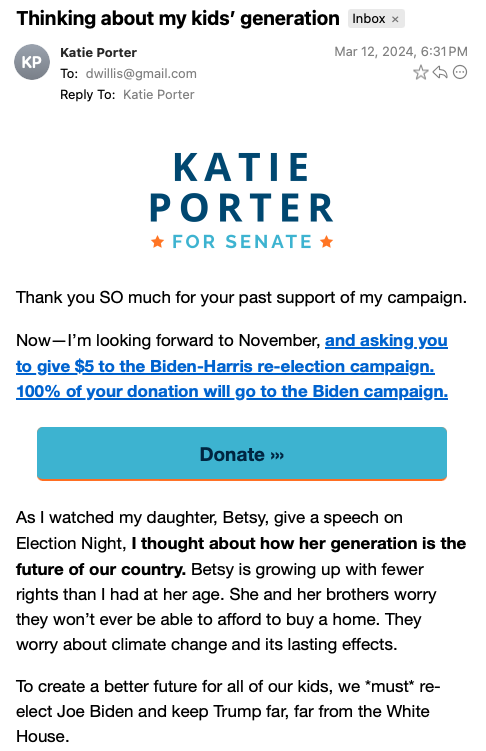 Thinking about my kids’ generation Inbox ×
KP
Katie Porter
Mar 12, 2024, 6:31 PM
To: dwillis@gmail.com
Reply To: Katie Porter
KATIE
PORTER
FOR SENATE
Thank you SO much for your past support of my campaign.
Now—I’m looking forward to November, and asking you
to give $5 to the Biden-Harris re-election campaign.
100% of your donation will go to the Biden campaign.
Donate »›
As I watched my daughter, Betsy, give a speech on
Election Night, I thought about how her generation is the
future of our country. Betsy is growing up with fewer
rights than I had at her age. She and her brothers worry
they won’t ever be able to afford to buy a home. They
worry about climate change and its lasting effects.
To create a better future for all of our kids, we *must* re-
elect Joe Biden and keep Trump far, far from the White
House.